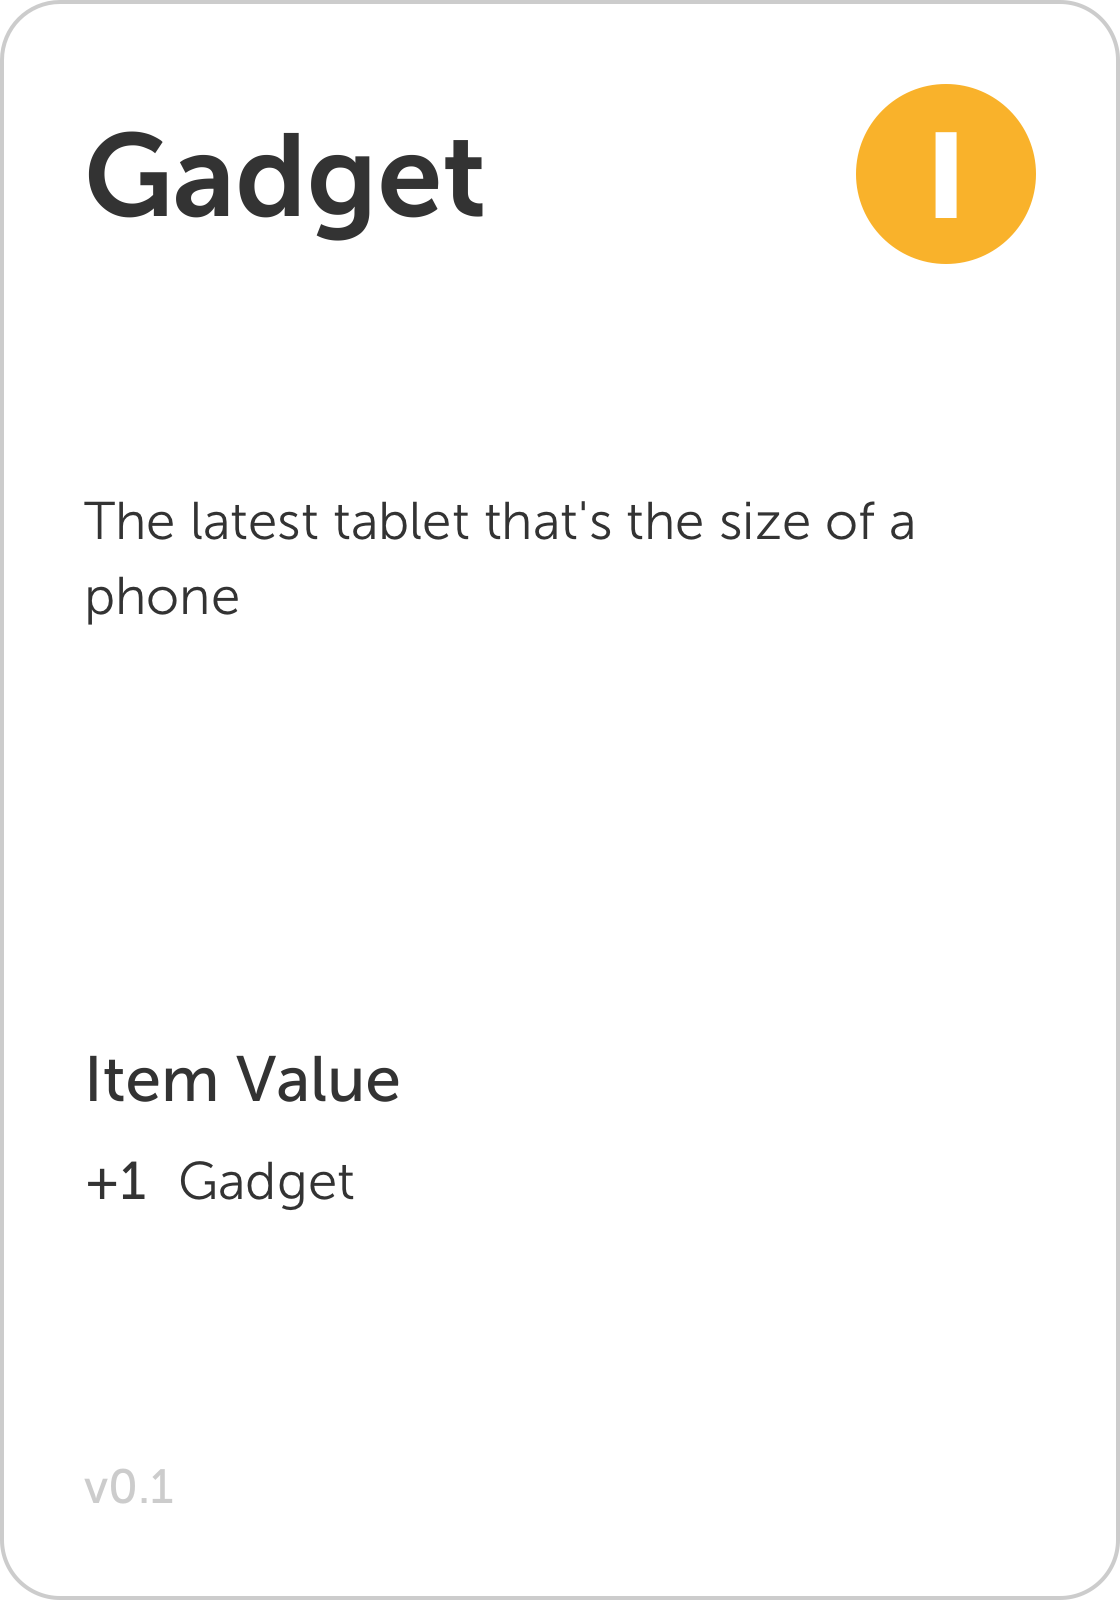 Gadget
I
The latest tablet that's the size of a
phone
Item Value
+1 Gadget
v0.1